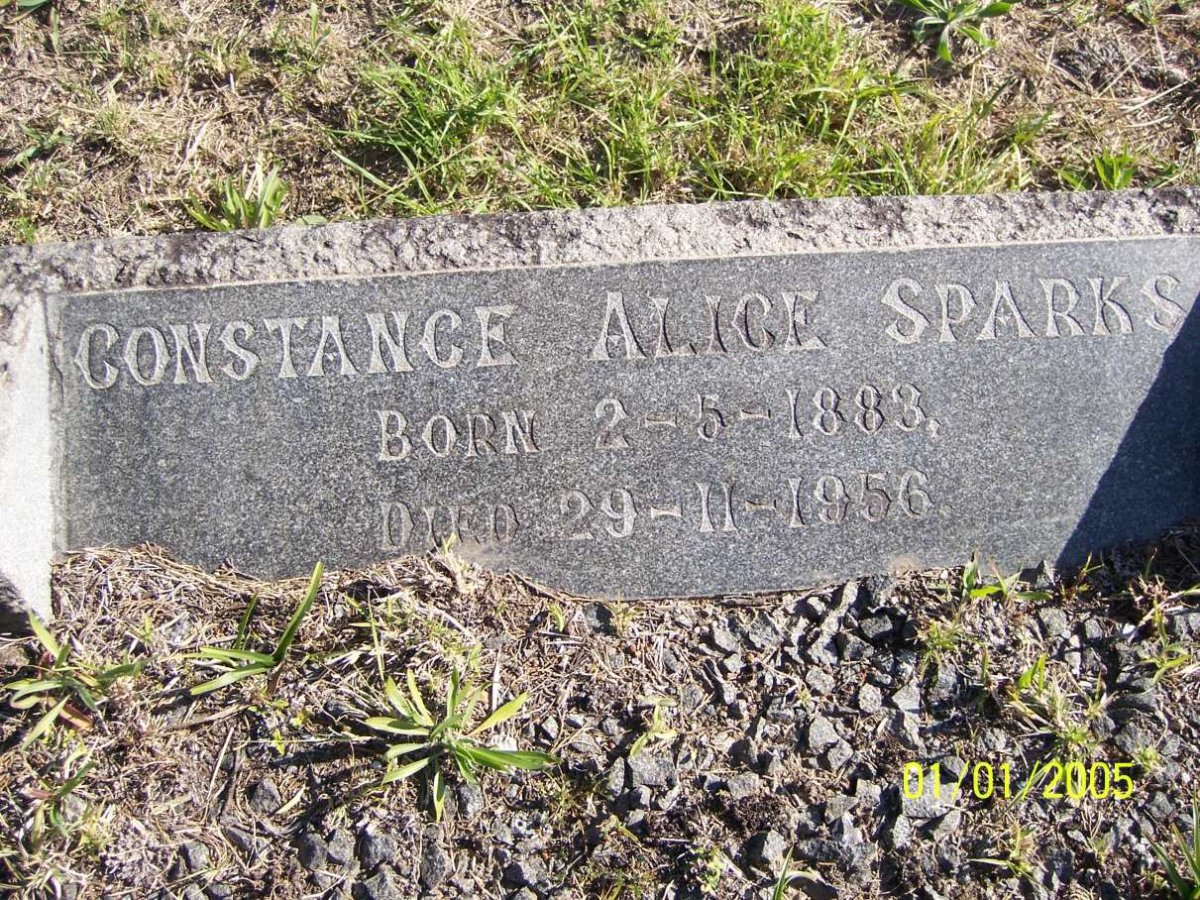 CONSTANCE ALICE SPARKS
BORN 2-5-1883,
DIED 29-11-1956.
01/01/2005